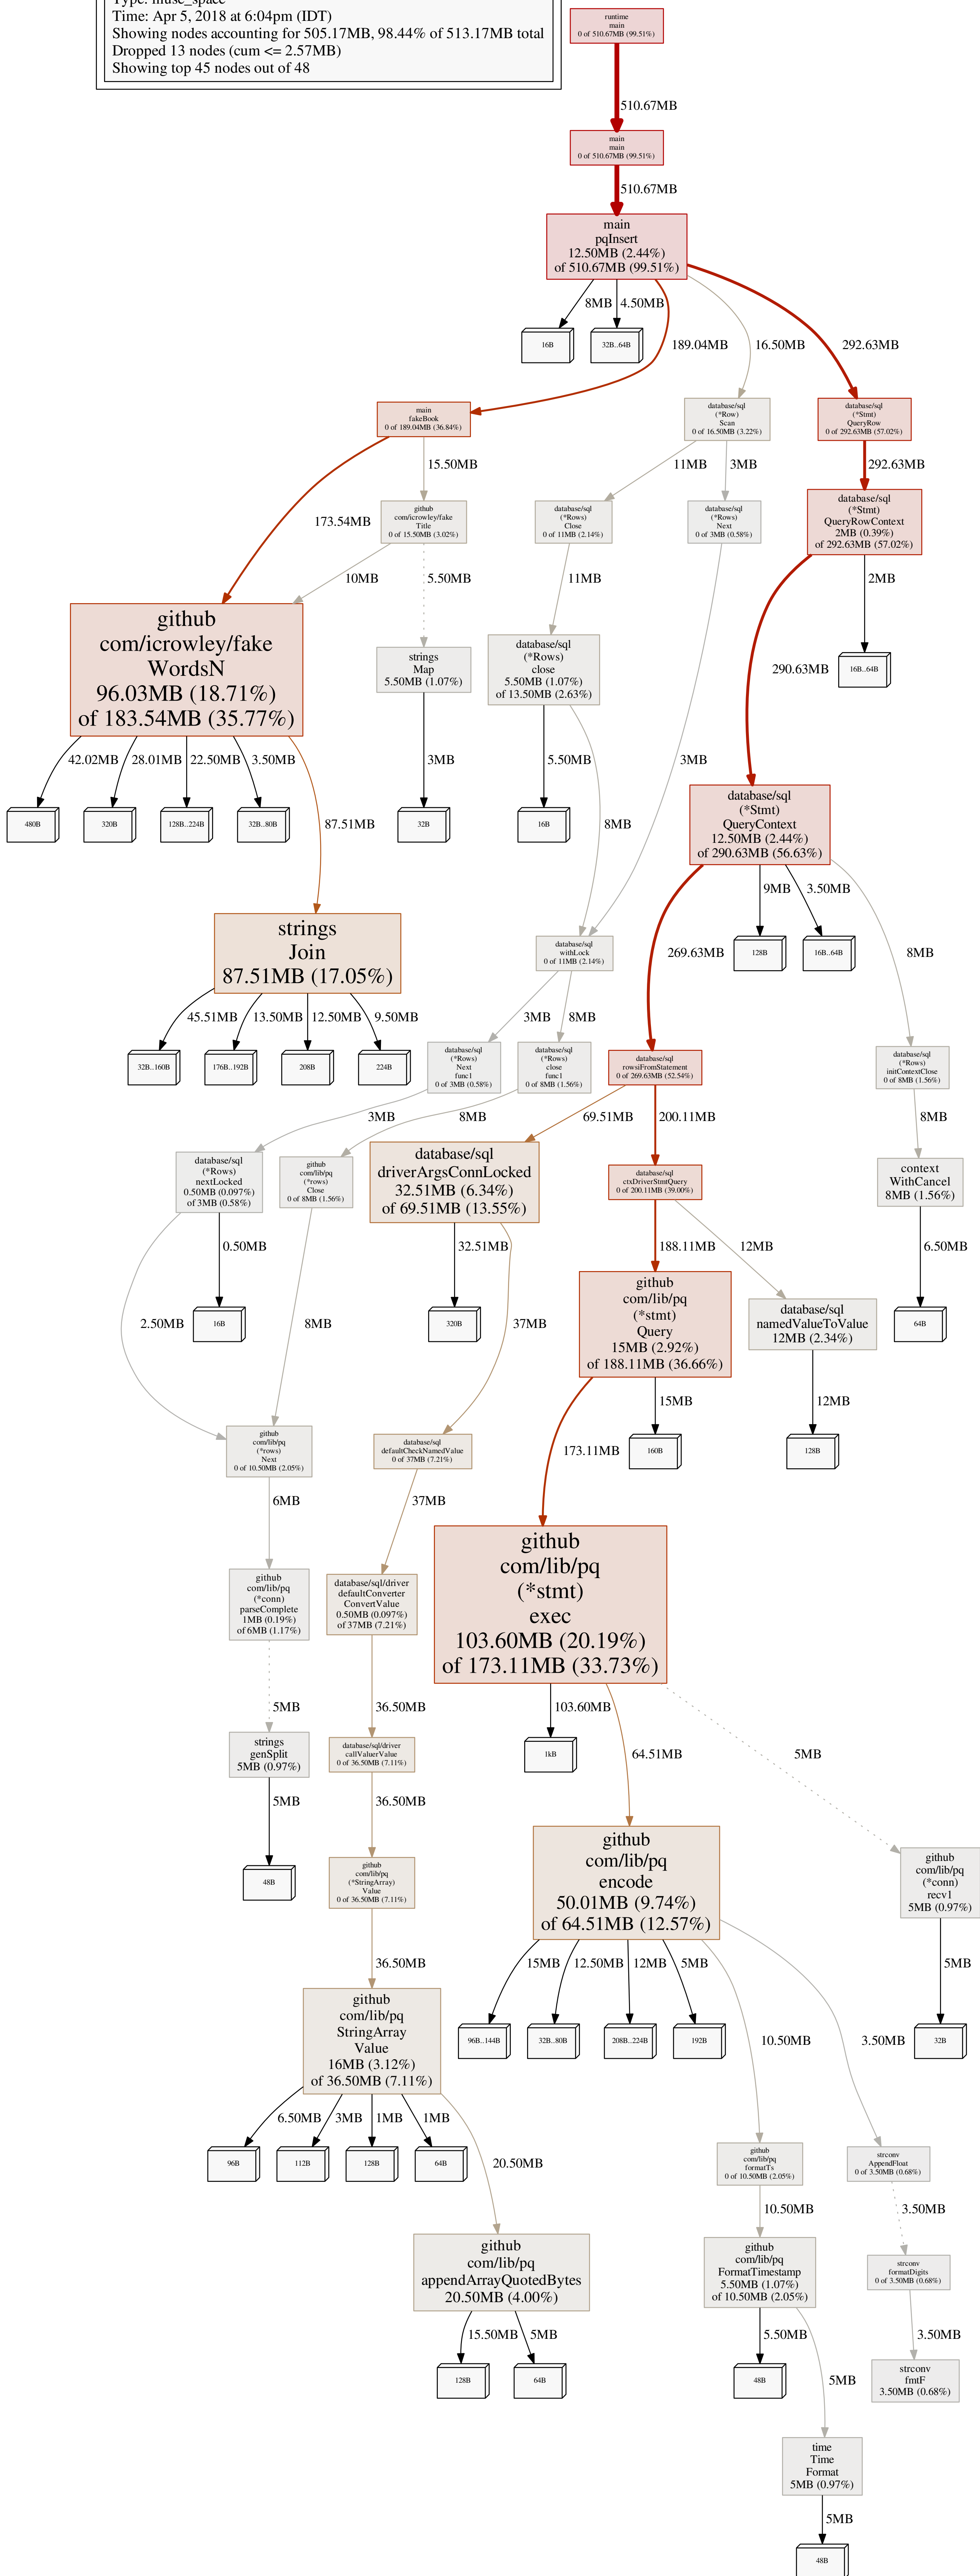 Time: Apr 5, 2018 at 6:04pm (IDT)
Showing nodes accounting for 505.17MB, 98.44% of 513.17MB total
Dropped 13 nodes (cum <= 2.57MB)
Showing top 45 nodes out of 48
runtime
main
0 of 510.67MB (99.51%)
510.67MB
main
main
0 of 510.67MB (99.51%)
510.67MB
main
pqInsert
12.50MB (2.44%)
of 510.67MB (99.51%)
8MB
4.50MB
189.04MB
16.50MB
292.63MB
16B
32B..64B
main
fakeBook
0 of 189.04MB (36.84%)
database/sql
(*Row)
Scan
0 of 16.50MB (3.22%)
database/sql
(*Stmt)
QueryRow
0 of 292.63MB (57.02%)
173.54MB
15.50MB
11MB
3MB
292.63MB
github
com/icrowley/fake
Title
0 of 15.50MB (3.02%)
database/sql
(*Rows)
Close
0 of 11MB (2.14%)
database/sql
(*Rows)
Next
0 of 3MB (0.58%)
database/sql
(*Stmt)
QueryRowContext
2MB (0.39%)
of 292.63MB (57.02%)
10MB
5.50MB
11MB
3MB
290.63MB
2MB
github
com/icrowley/fake
WordsN
96.03MB (18.71%)
of 183.54MB (35.77%)
strings
Map
5.50MB (1.07%)
database/sql
(*Rows)
close
5.50MB (1.07%)
of 13.50MB (2.63%)
16B..64B
42.02MB
28.01MB
22.50MB
3.50MB
87.51MB
3MB
5.50MB
8MB
480B
320B
128B..224B
32B..80B
32B
16B
database/sql
(*Stmt)
QueryContext
12.50MB (2.44%)
of 290.63MB (56.63%)
269.63MB
9MB
3.50MB
8MB
strings
Join
87.51MB (17.05%)
database/sql
withLock
0 of 11MB (2.14%)
128B
16B..64B
45.51MB
13.50MB
12.50MB
9.50MB
3MB
8MB
32B..160B
176B..192B
208B
224B
database/sql
(*Rows)
Next
func1
0 of 3MB (0.58%)
database/sql
(*Rows)
close
func1
0 of 8MB (1.56%)
database/sql
rowsiFromStatement
0 of 269.63MB (52.54%)
database/sql
(*Rows)
initContextClose
0 of 8MB (1.56%)
3MB
8MB
69.51MB
200.11MB
8MB
database/sql
(*Rows)
nextLocked
0.50MB (0.097%)
of 3MB (0.58%)
github
com/lib/pq
(*rows)
Close
0 of 8MB (1.56%)
database/sql
driverArgsConnLocked
32.51MB (6.34%)
of 69.51MB (13.55%)
database/sql
ctxDriverStmtQuery
0 of 200.11MB (39.00%)
context
WithCancel
8MB (1.56%)
2.50MB
0.50MB
8MB
32.51MB
37MB
188.11MB
12MB
6.50MB
16B
320B
github
com/lib/pq
(*stmt)
Query
15MB (2.92%)
of 188.11MB (36.66%)
database/sql
namedValueToValue
12MB (2.34%)
64B
173.11MB
15MB
12MB
github
com/lib/pq
(*rows)
Next
0 of 10.50MB (2.05%)
database/sql
defaultCheckNamedValue
0 of 37MB (7.21%)
160B
128B
6MB
37MB
github
com/lib/pq
(*conn)
parseComplete
1MB (0.19%)
of 6MB (1.17%)
database/sql/driver
defaultConverter
ConvertValue
0.50MB (0.097%)
of 37MB (7.21%)
github
com/lib/pq
(*stmt)
exec
103.60MB (20.19%)
of 173.11MB (33.73%)
5MB
36.50MB
103.60MB
64.51MB
5MB
strings
genSplit
5MB (0.97%)
database/sql/driver
callValuerValue
0 of 36.50MB (7.11%)
1kB
5MB
36.50MB
48B
github
com/lib/pq
(*StringArray)
Value
0 of 36.50MB (7.11%)
github
com/lib/pq
encode
50.01MB (9.74%)
of 64.51MB (12.57%)
github
com/lib/pq
(*conn)
recv1
5MB (0.97%)
36.50MB
15MB
12.50MB
12MB
5MB
10.50MB
3.50MB
5MB
github
com/lib/pq
StringArray
Value
16MB (3.12%)
of 36.50MB (7.11%)
96B..144B
32B..80B
208B..224B
192B
32B
6.50MB
3MB
1MB
1MB
20.50MB
96B
112B
128B
64B
github
com/lib/pq
formatTs
0 of 10.50MB (2.05%)
strconv
AppendFloat
0 of 3.50MB (0.68%)
10.50MB
3.50MB
github
com/lib/pq
appendArrayQuotedBytes
20.50MB (4.00%)
github
com/lib/pq
FormatTimestamp
5.50MB (1.07%)
of 10.50MB (2.05%)
strconv
formatDigits
0 of 3.50MB (0.68%)
15.50MB
5MB
5.50MB
5MB
3.50MB
128B
64B
48B
strconv
fmtF
3.50MB (0.68%)
time
Time
Format
5MB (0.97%)
5MB
48B